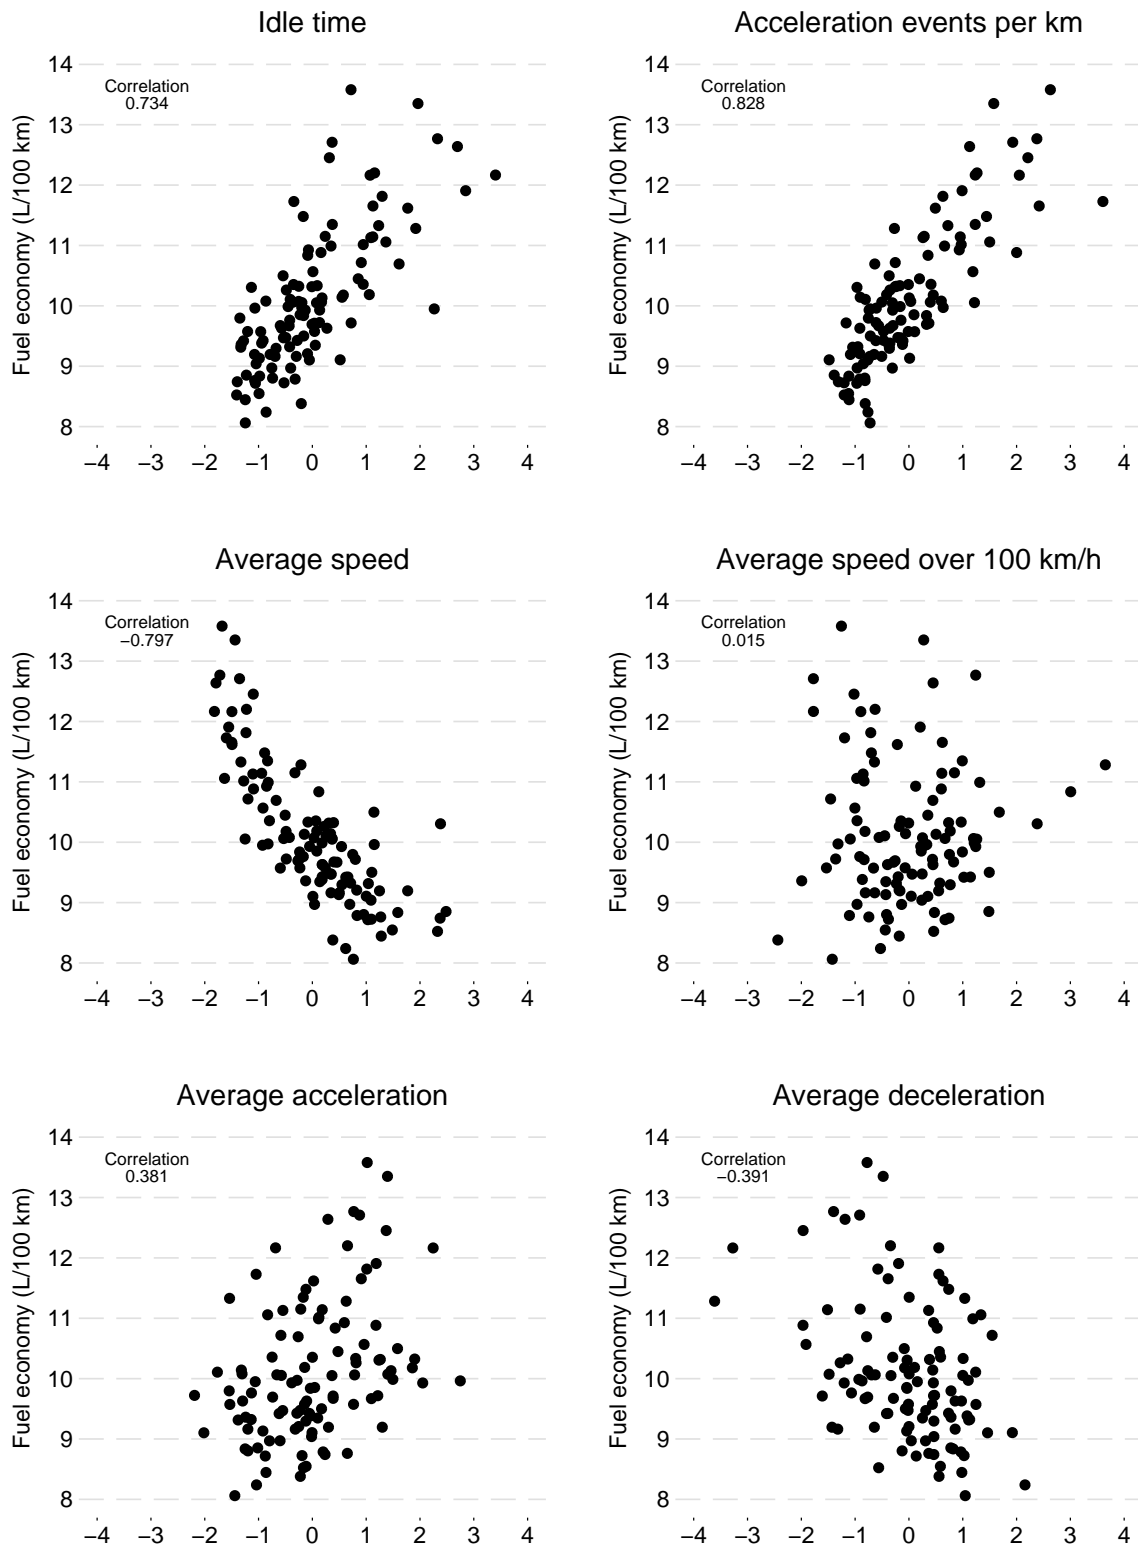 Idle time
Correlation
0.734
Fuel economy (L/100 km)
14
13
12
11
10
9
8
−4 −3 −2 −1 0 1 2 3 4
Acceleration events per km
Correlation
0.828
Fuel economy (L/100 km)
14
13
12
11
10
9
8
−4 −3 −2 −1 0 1 2 3 4
Average speed
Correlation
−0.797
Fuel economy (L/100 km)
14
13
12
11
10
9
8
−4 −3 −2 −1 0 1 2 3 4
Average speed over 100 km/h
Correlation
0.015
Fuel economy (L/100 km)
14
13
12
11
10
9
8
−4 −3 −2 −1 0 1 2 3 4
Average acceleration
Correlation
0.381
Fuel economy (L/100 km)
14
13
12
11
10
9
8
−4 −3 −2 −1 0 1 2 3 4
Average deceleration
Correlation
−0.391
Fuel economy (L/100 km)
14
13
12
11
10
9
8
−4 −3 −2 −1 0 1 2 3 4